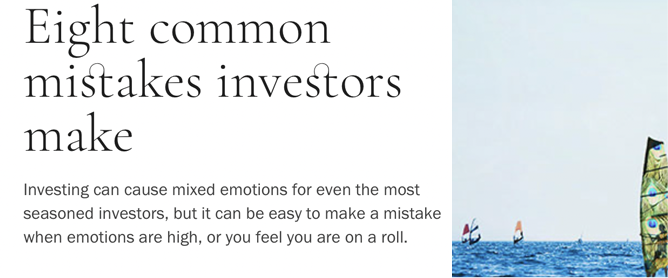 Eight common
mistakes investors
make
Investing can cause mixed emotions for even the most
seasoned investors, but it can be easy to make a mistake
when emotions are high, or you feel you are on a roll.